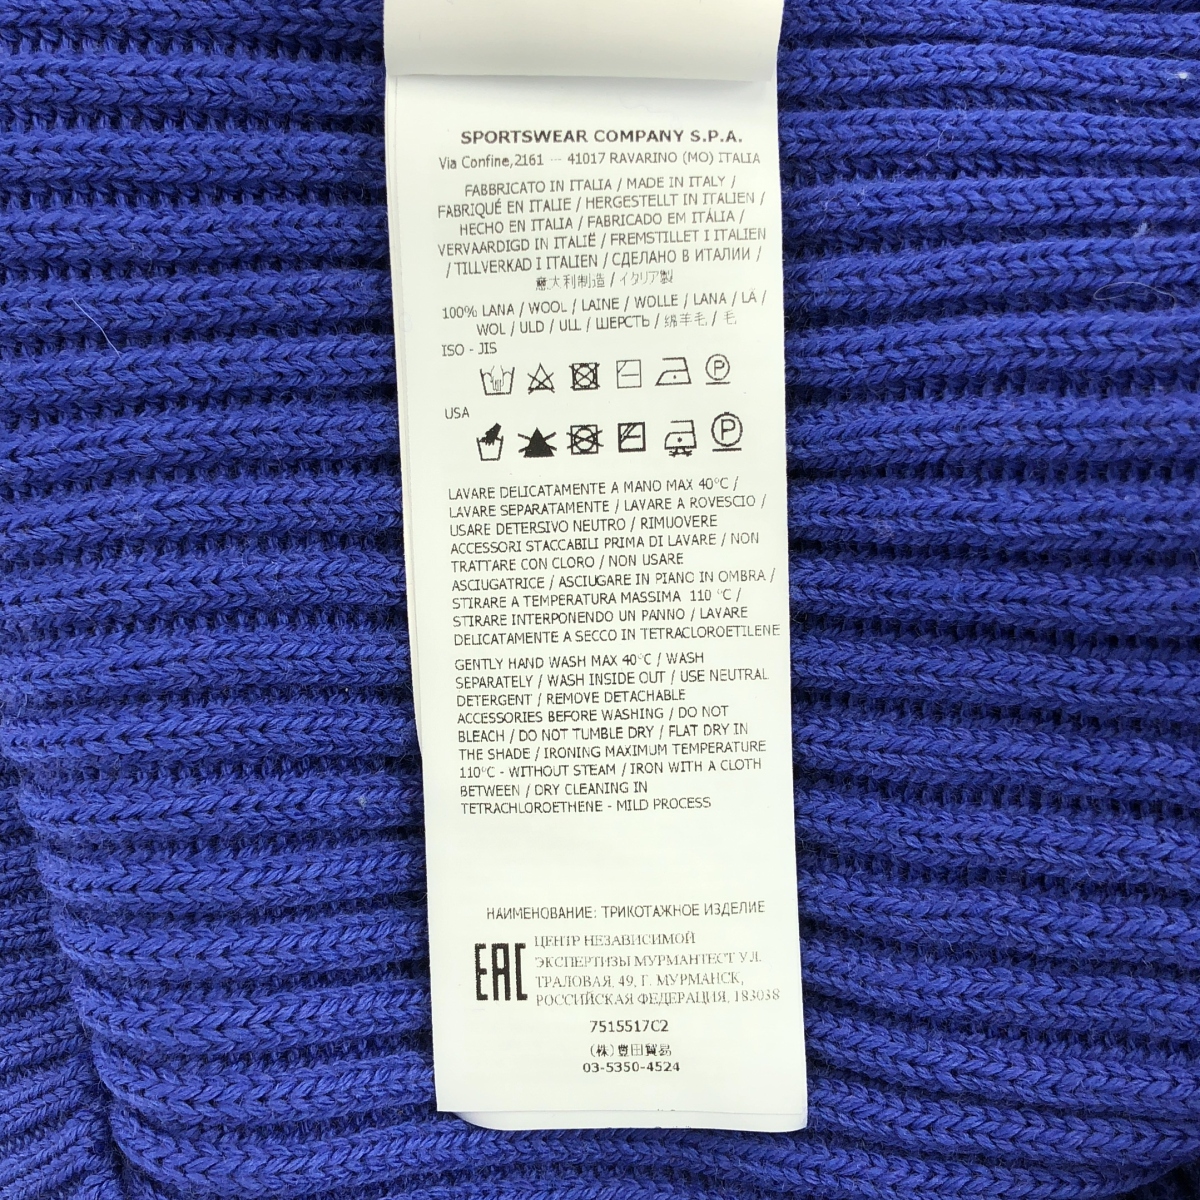 SPORTSWEAR COMPANY S.P.A.
Via Confine,2161 --- 41017 RAVARINO (MO) ITALIA
FABBRICATO IN ITALIA / MADE IN ITALY /
FABRIQUÉ EN ITALIE / HERGESTELLT IN ITALIEN /
HECHO EN ITALIA / FABRICADO EM ITÁLIA /
VERVAARDIGD IN ITALIË / FREMSTILLET I ITALIEN
/ TILLVERKAD I ITALIEN / СДЕЛАНО В ИТАЛИИ /
意大利制造 / イタリア製
100% LANA / WOOL / LAINE / WOLLE / LANA / LÃ /
WOL / ULD / ULL / ШЕРСТЬ / 绵羊毛 / 毛
ISO - JIS
P
USA
P
LAVARE DELICATAMENTE A MANO MAX 40°C /
LAVARE SEPARATAMENTE / LAVARE A ROVESCIO /
USARE DETERSIVO NEUTRO / RIMUOVERE
ACCESSORI STACCABILI PRIMA DI LAVARE / NON
TRATTARE CON CLORO / NON USARE
ASCIUGATRICE / ASCIUGARE IN PIANO IN OMBRA /
STIRARE A TEMPERATURA MASSIMA 110 °C /
STIRARE INTERPONENDO UN PANNO / LAVARE
DELICATAMENTE A SECCO IN TETRACLOROETILENE
GENTLY HAND WASH MAX 40°C / WASH
SEPARATELY / WASH INSIDE OUT / USE NEUTRAL
DETERGENT / REMOVE DETACHABLE
ACCESSORIES BEFORE WASHING / DO NOT
BLEACH / DO NOT TUMBLE DRY / FLAT DRY IN
THE SHADE / IRONING MAXIMUM TEMPERATURE
110°C - WITHOUT STEAM / IRON WITH A CLOTH
BETWEEN / DRY CLEANING IN
TETRACHLOROETHENE - MILD PROCESS
НАИМЕНОВАНИЕ: ТРИКОТАЖНОЕ ИЗДЕЛИЕ
EAC
ЦЕНТР НЕЗАВИСИМОЙ
ЭКСПЕРТИЗЫ МУРМАНТЕСТ УЛ.
ТРАЛОВАЯ, 49, Г. МУРМАНСК,
РОССИЙСКАЯ ФЕДЕРАЦИЯ, 183038
7515517C2
(株)豊田貿易
03-5350-4524